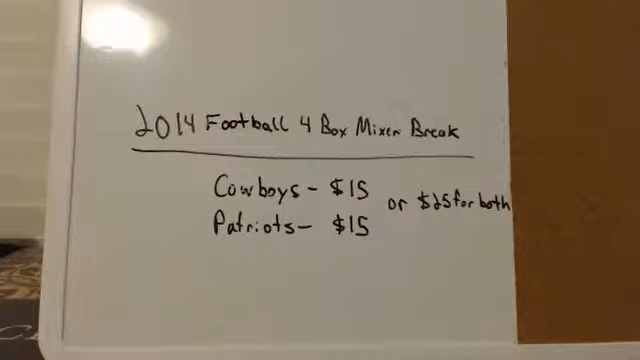 2014 Football 4 Box Mixer Break
Cowboys - $15
or $25 for both
Patriots - $15